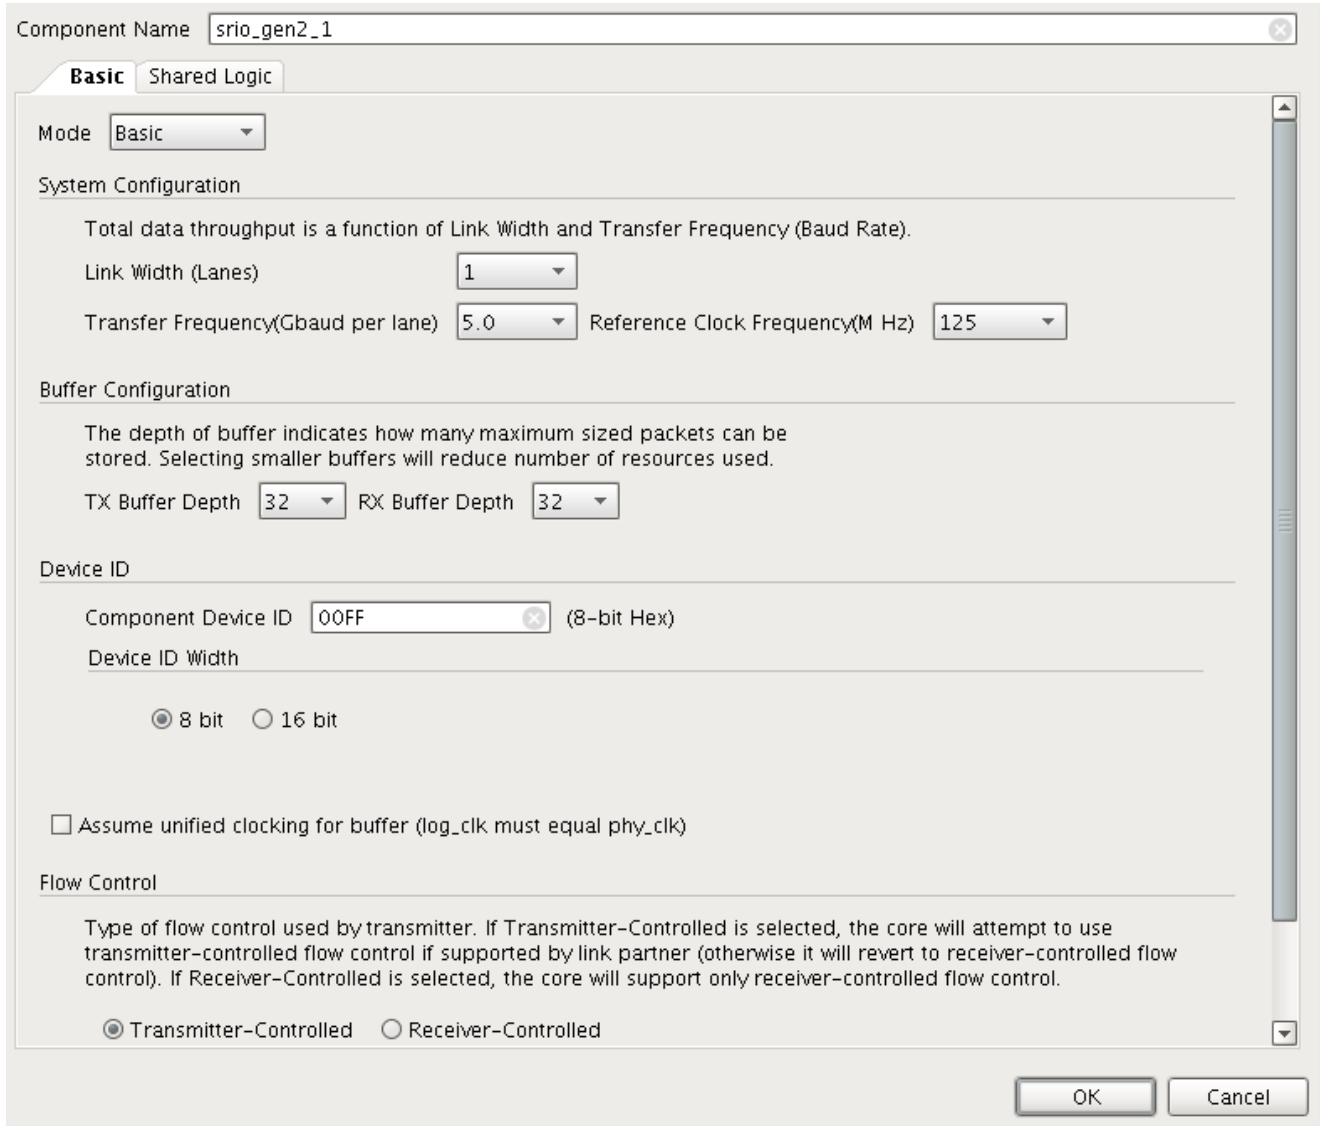 Component Name srio_gen2_1
Basic Shared Logic
Mode Basic
System Configuration
Total data throughput is a function of Link Width and Transfer Frequency (Baud Rate).
Link Width (Lanes) 1
Transfer Frequency(Gbaud per lane) 5.0 Reference Clock Frequency(M Hz) 125
Buffer Configuration
The depth of buffer indicates how many maximum sized packets can be
stored. Selecting smaller buffers will reduce number of resources used.
TX Buffer Depth 32 RX Buffer Depth 32
Device ID
Component Device ID 00FF (8-bit Hex)
Device ID Width
8 bit 16 bit
Assume unified clocking for buffer (log_clk must equal phy_clk)
Flow Control
Type of flow control used by transmitter. If Transmitter-Controlled is selected, the core will attempt to use
transmitter-controlled flow control if supported by link partner (otherwise it will revert to receiver-controlled flow
control). If Receiver-Controlled is selected, the core will support only receiver-controlled flow control.
Transmitter-Controlled Receiver-Controlled
OK Cancel